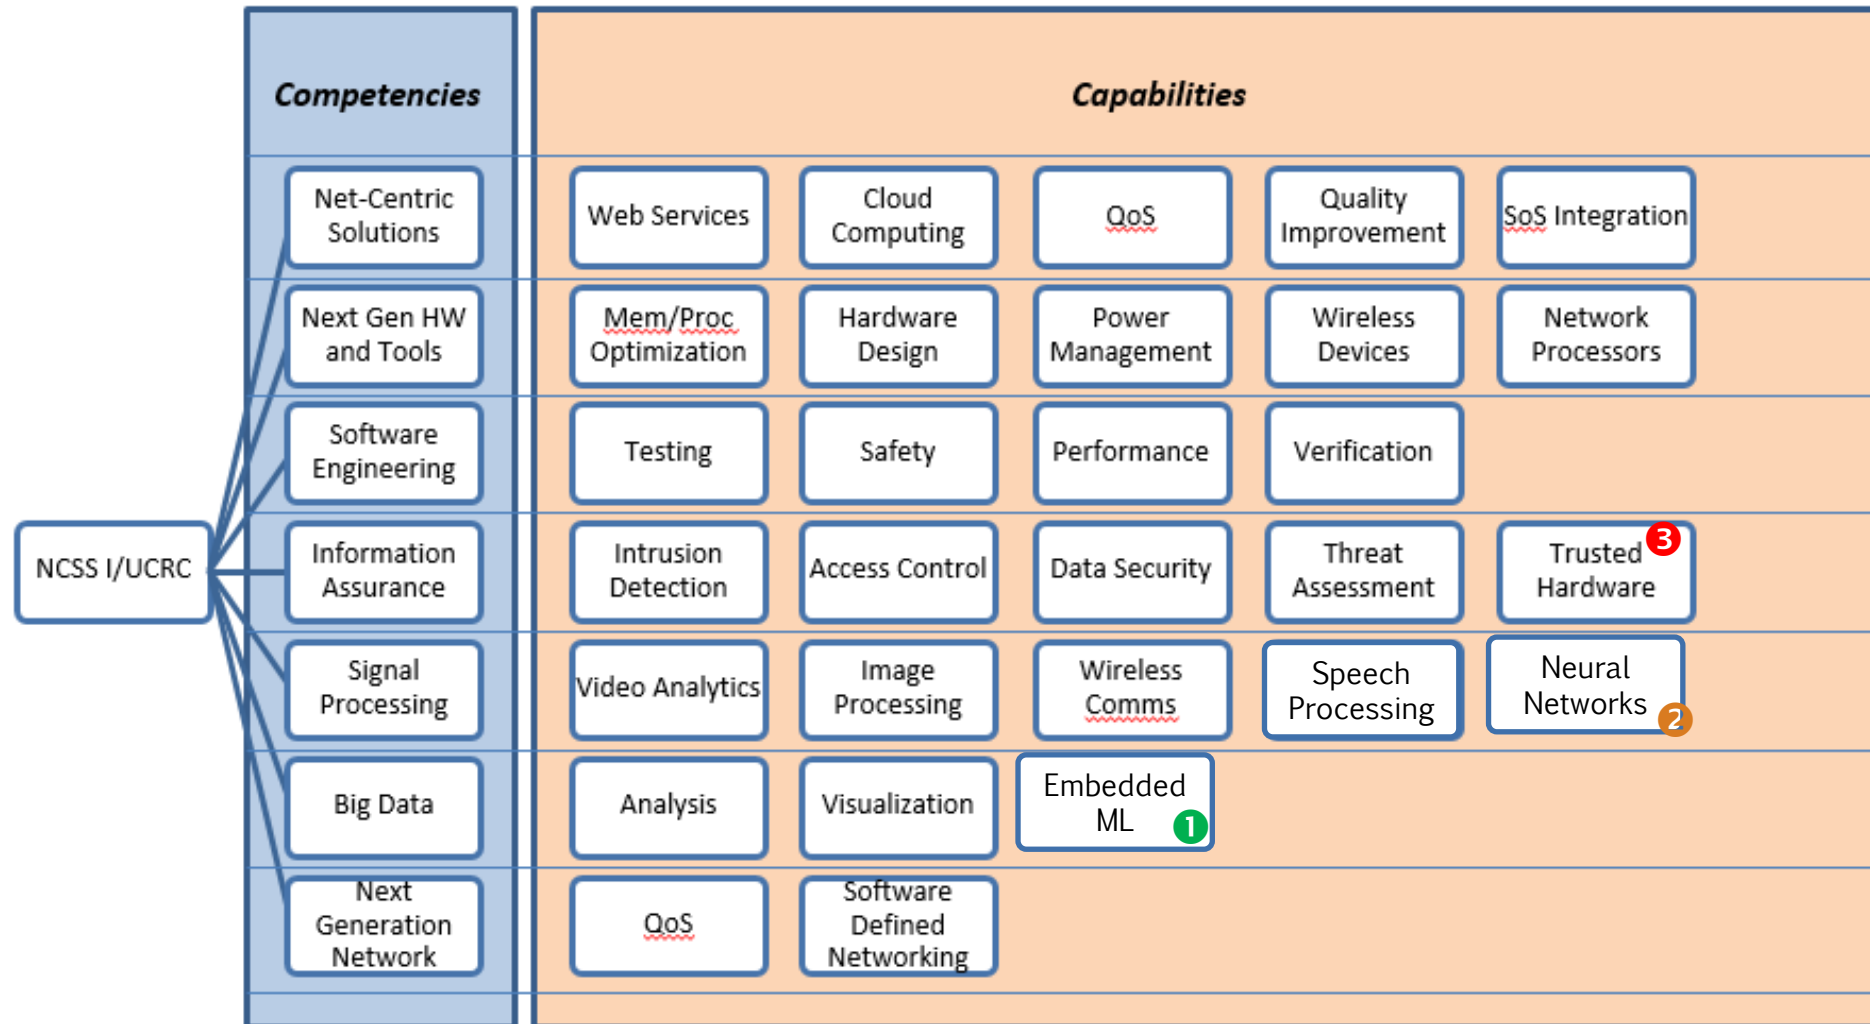 Competencies
Capabilities
Net-Centric
Solutions
Web Services
Cloud
Computing
QoS
Quality
Improvement
SoS Integration
Next Gen HW
and Tools
Mem/Proc
Optimization
Hardware
Design
Power
Management
Wireless
Devices
Network
Processors
Software
Engineering
Testing
Safety
Performance
Verification
NCSS I/UCRC
Information
Assurance
Intrusion
Detection
Access Control
Data Security
Threat
Assessment
Trusted
Hardware
3
Signal
Processing
Video Analytics
Image
Processing
Wireless
Comms
Speech
Processing
Neural
Networks
2
Big Data
Analysis
Visualization
Embedded
ML
1
Next
Generation
Network
QoS
Software
Defined
Networking